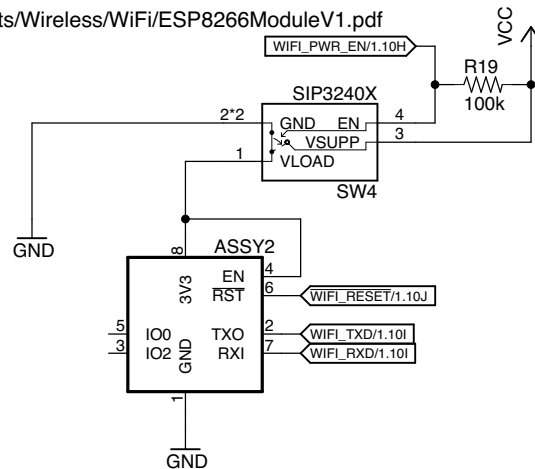 ts/Wireless/WiFi/ESP8266ModuleV1.pdf
WIFI_PWR_EN/1.10H
VCC
R19
100k
SIP3240X
2*2
GND EN
4
VSUPP
3
1
VLOAD
SW4
GND
8
ASSY2
3V3
EN
4
RST
6
WIFI_RESET/1.10J
5
IO0
TXO
2
WIFI_TXD/1.10I
3
IO2
GND
RXI
7
WIFI_RXD/1.10I
1
GND